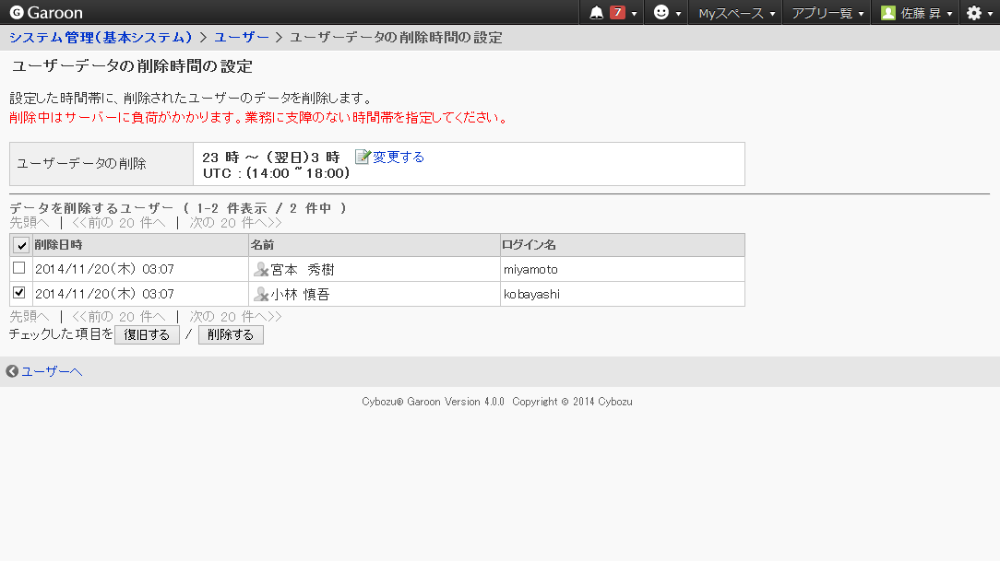 Garoon 7 Myスペース アプリ一覧 佐藤 昇
システム管理(基本システム) > ユーザー > ユーザーデータの削除時間の設定
ユーザーデータの削除時間の設定
設定した時間帯に、削除されたユーザーのデータを削除します。
削除中はサーバーに負荷がかかります。業務に支障のない時間帯を指定してください。
ユーザーデータの削除 23 時 ~ (翌日)3 時 変更する
UTC : (14:00 ~ 18:00)
データを削除するユーザー ( 1-2 件表示 / 2 件中 )
先頭へ | <<前の 20 件へ | 次の 20 件へ>>
削除日時 名前 ログイン名
2014/11/20(木) 03:07 宮本 秀樹 miyamoto
2014/11/20(木) 03:07 小林 慎吾 kobayashi
先頭へ | <<前の 20 件へ | 次の 20 件へ>>
チェックした項目を 復旧する / 削除する
ユーザーへ
Cybozu® Garoon Version 4.0.0 Copyright © 2014 Cybozu